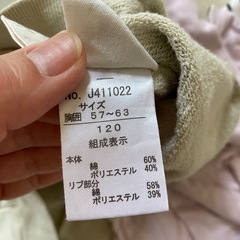 No. J411022
サイズ
胸囲 57~63
120
組成表示
本体
綿 60%
ポリエステル 40%
リブ部分
綿 58%
ポリエステル 39%